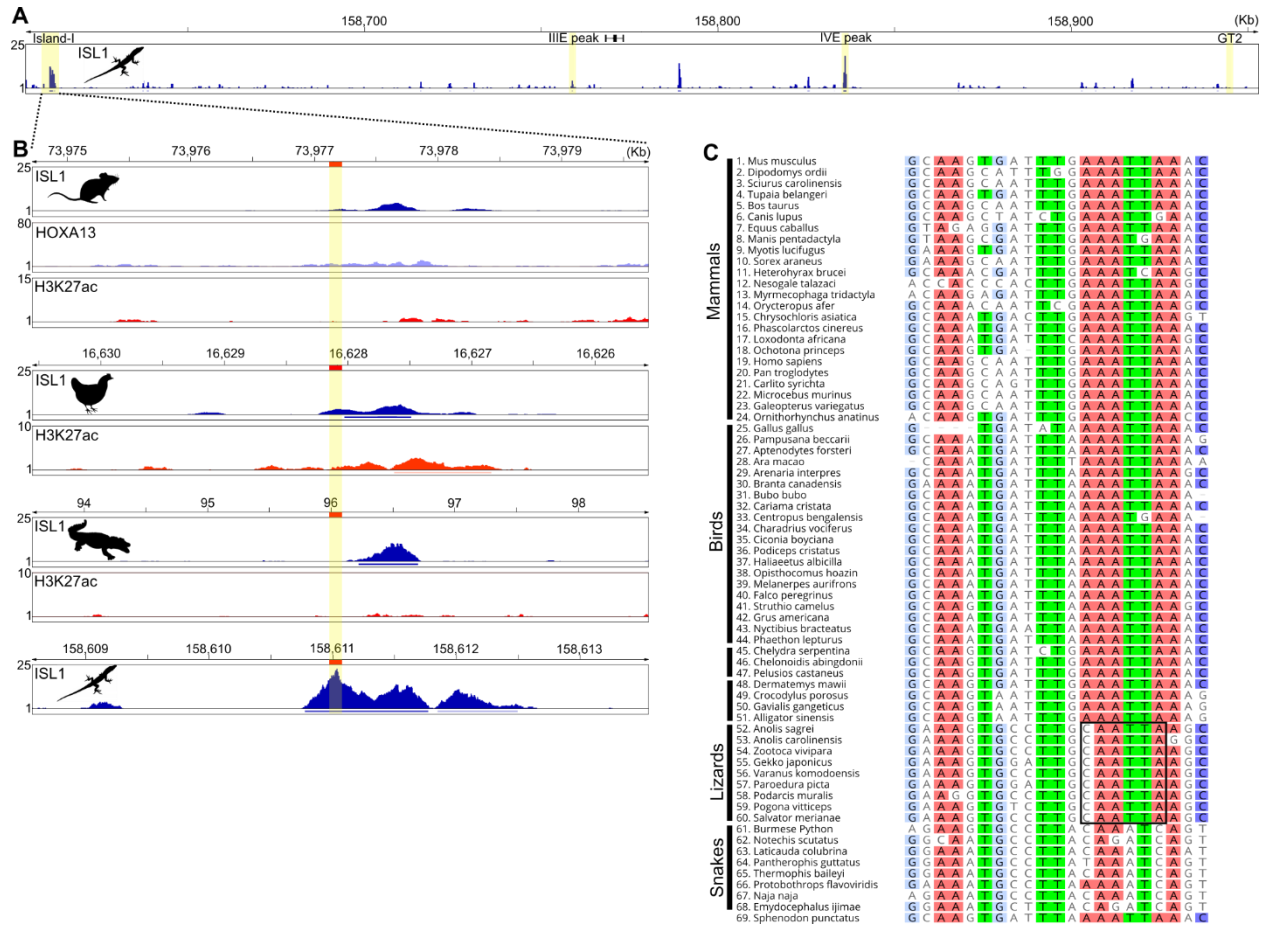 A
158,700 158,800 158,900 (Kb)
Island-I IIIE peak IVE peak GT2
25 ISL1
1
B
73,975 73,976 73,977 73,978 73,979 (Kb)
25 ISL1
1
80 HOXA13
1
15 H3K27ac
1
16,630 16,629 16,628 16,627 16,626
25 ISL1
1
10 H3K27ac
1
94 95 96 97 98
25 ISL1
1
10 H3K27ac
1
158,609 158,610 158,611 158,612 158,613
25 ISL1
1
C
Mammals
1. Mus musculus G C A A G T G A T T T G A A A T T A A A C
2. Dipodomys ordii G C A A G C A T T T G G A A A T T A A A C
3. Sciurus carolinensis G C A A G C A A T T T G A A A T T A A A C
4. Tupaia belangeri G C A A G T G A T T T G A A A T T A A A C
5. Bos taurus G C A A G C A A T T T G A A A T T A A A C
6. Canis lupus G C A A G C T A T C T G A A A T T G A A C
7. Equus caballus G T A G A G G A T T T G A A A T T A A A C
8. Manis pentadactyla G T A A G C G A T T T G A A A T G A A A C
9. Myotis lucifugus G A A A G T G A T T T G A A A T T A A A C
10. Sorex araneus G A A A G C A A T T T G A A A T T A A A C
11. Heterohyrax brucei G C A A A C G A T T T G A A A T C A A G C
12. Nesogale talazaci A C C A C C C A C T T G A A A T T A A G C
13. Myrmecophaga tridactyla A C A A G A G A T T T G A A A T T A A A C
14. Orycteropus afer G C A A A C A A T T C G A A A T T A A G C
15. Chrysochloris asiatica G C A A A T G A C T T G A A A T T A A G T
16. Phascolarctos cinereus G C A A A T G A T T T G A A A T T A A A C
17. Loxodonta africana G C A A G C G A T T T G A A A T T A A G C
18. Ochotona princeps G C A A G T G A T T T G A A A T T A A A C
19. Homo sapiens G C A A G C A A T T T G A A A T T A A A C
20. Pan troglodytes G C A A G C A A T T T G A A A T T A A A C
21. Carlito syrichta G C A A G C A G T T T G A A A T T A A A C
22. Microcebus murinus G C A A G C A A T T T G A A A T T A A A C
23. Galeopterus variegatus G C A A G C A A T T T G A A A T T A A A C
24. Ornithorhynchus anatinus A C A A G T G A T T T G A A A T T A A A C
Birds
25. Gallus gallus G - - - - T G A T A T A A A A T T A A A C
26. Pampusana beccarii G C A A A T G A T T T A A A A T T A A A G
27. Aptenodytes forsteri G C A A A T G A T T T A A A A T T A A A C
28. Ara macao - C A A A T G A T T T T A A A T T A A A A
29. Arenaria interpres G C A A A T G A T T T A A A A T T A A A C
30. Branta canadensis G C A A A T G A T T T A A A A T T A A A C
31. Bubo bubo G C A A A T G A T T T A A A A T T A A A -
32. Cariama cristata G C A A A T G A T T T A A A A T T A A A C
33. Centropus bengalensis G C A A A T G A T T T A A A A T G A A A -
34. Charadrius vociferus G C A A A T G A T T T A A A A T T A A A C
35. Ciconia boyciana G C A A A T G A T T T A A A A T T A A A C
36. Podiceps cristatus G C A A A T G A T T T A A A A T T A A A C
37. Haliaeetus albicilla G C A A A T G A T T T A A A A T T A A A C
38. Opisthocomus hoazin G C A A A T G A T T T A A A A T T A A A C
39. Melanerpes aurifrons G C A A A T G A T T T A A A A T T A A A C
40. Falco peregrinus G C A A A T G A T T T A A A A T T A A A C
41. Struthio camelus G C A A G T G A T T T A A A A T T A A A C
42. Grus americana G C A A A T G A T T T A A A A T T A A A C
43. Nyctibius bracteatus G C A A A T A A T T T A A A A T T A A A C
44. Phaethon lepturus G C A A A T G A T T T A A A A T T A A A C
45. Chelydra serpentina G C A A G T G A T C T G A A A T T A A A C
46. Chelonoidis abingdonii G C A A G T G A T T T G A A A T T A A A C
47. Pelusios castaneus G C A A G T G A T T T G A A A T T A A A C
48. Dermatemys mawii G C A A G T G A T T T G A A A T T A A A C
49. Crocodylus porosus G C A A G T A A T T T G A A A T T A A A G
50. Gavialis gangeticus G C A A G T A A T T T G A A A T T A A A G
51. Alligator sinensis G C A A G T G A T T T G A A A T T A A A G
Lizards
52. Anolis sagrei G A A A G T G C C T T G C A A T T A A G C
53. Anolis carolinensis G A A A G T G C C T T G C A A T T A G G C
54. Zootoca vivipara G A A A G T G C C T T G C A A T T A A G C
55. Gekko japonicus G A A A G T G G A T T G C A A T T A A G C
56. Varanus komodoensis G A A A G T G C C T T G C A A T T A A G C
57. Paroedura picta G A A A G T G G A T T G C A A T T A A G C
58. Podarcis muralis G A A G G T G C C T T G C A A T T A A G C
59. Pogona vitticeps G A A A G T G T C T T G C A A T T A A G C
60. Salvator merianae G A A A G T G C C T T G C A A T T A A G C
Snakes
61. Burmese Python A G A A G T G C C T T A C A A A T C A G T
62. Notechis scutatus G G C A A T G C C T T A C A G A T C A G T
63. Laticauda colubrina G G A A A T G C C T T A C A A A T C A A T
64. Pantherophis guttatus G G A A A T G C C T T A T A A A T C A G T
65. Thermophis baileyi G G A A A T G C C T T A C A A A T C A G T
66. Protobothrops flavoviridis G A A A A T G C C T T A A A A A T C A G T
67. Naja naja A G A A A T G C C T T A C A A A T C A G T
68. Emydocephalus ijimae G G A A A T G C C T T A C A G A T C A G T
69. Sphenodon punctatus G C A A G T G A T T T A A A A T T A A A C